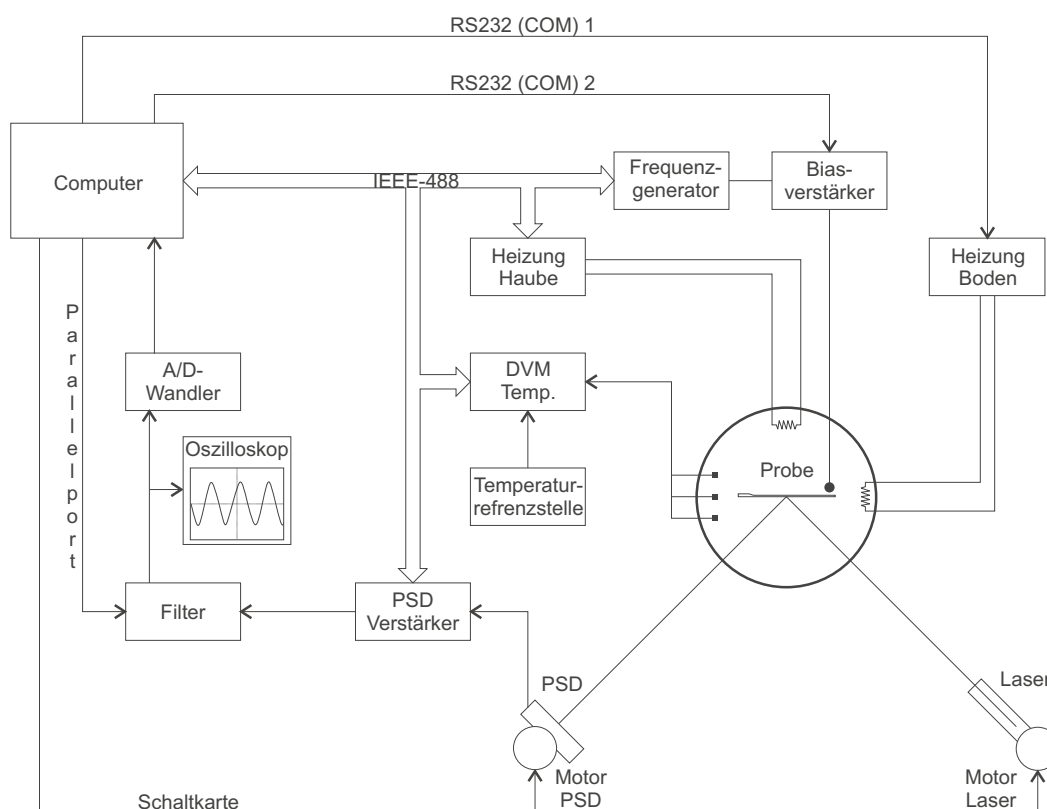 RS232 (COM) 1
RS232 (COM) 2
Computer
IEEE-488
Frequenz-
generator
Bias-
verstärker
Heizung
Haube
Heizung
Boden
Parallelport
A/D-
Wandler
DVM
Temp.
Oszilloskop
Probe
Temperatur-
refrenzstelle
Filter
PSD
Verstärker
PSD
Laser
Motor
PSD
Motor
Laser
Schaltkarte